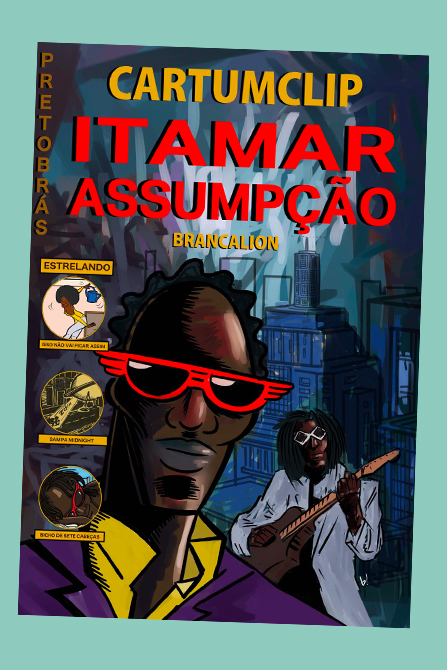 PRETOBRÁS
CARTUMCLIP
ITAMAR
ASSUMPÇÃO
BRANCALION
ESTRELANDO
ISSO NÃO VAI FICAR ASSIM
SAMPA MIDNIGHT
BICHO DE SETE CABEÇAS